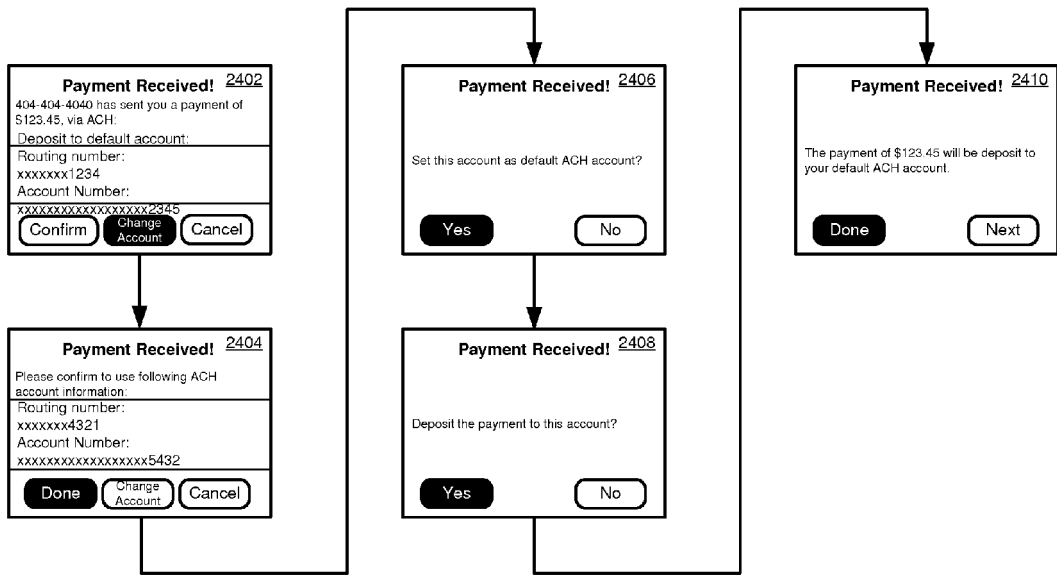 Payment Received! 2402
404-404-4040 has sent you a payment of
$123.45, via ACH:
Deposit to default account:
Routing number:
xxxxxxx1234
Account Number:
xxxxxxxxxxxxxxxxxx2345
Confirm
Change
Account
Cancel
Payment Received! 2404
Please confirm to use following ACH
account information:
Routing number:
xxxxxxx4321
Account Number:
xxxxxxxxxxxxxxxxxx5432
Done
Change
Account
Cancel
Payment Received! 2406
Set this account as default ACH account?
Yes
No
Payment Received! 2408
Deposit the payment to this account?
Yes
No
Payment Received! 2410
The payment of $123.45 will be deposit to
your default ACH account.
Done
Next